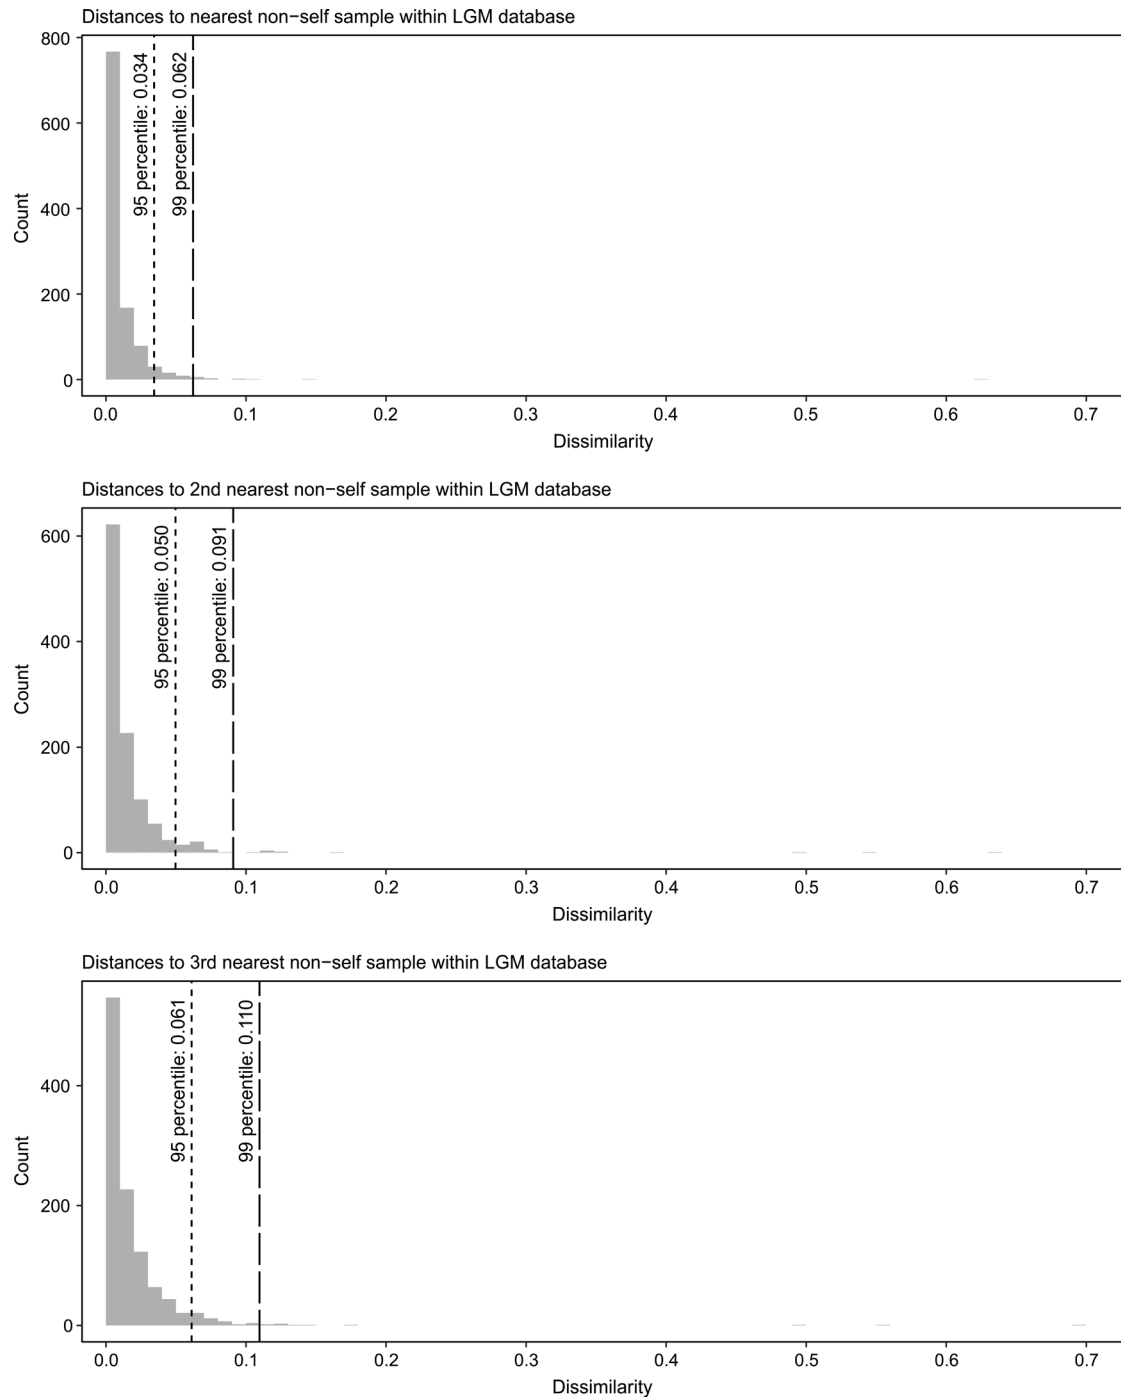 Distances to nearest non−self sample within LGM database
800
600
400
200
0
Count
95 percentile: 0.034
99 percentile: 0.062
0.0 0.1 0.2 0.3 0.4 0.5 0.6 0.7
Dissimilarity
Distances to 2nd nearest non−self sample within LGM database
600
400
200
0
Count
95 percentile: 0.050
99 percentile: 0.091
0.0 0.1 0.2 0.3 0.4 0.5 0.6 0.7
Dissimilarity
Distances to 3rd nearest non−self sample within LGM database
400
200
0
Count
95 percentile: 0.061
99 percentile: 0.110
0.0 0.1 0.2 0.3 0.4 0.5 0.6 0.7
Dissimilarity